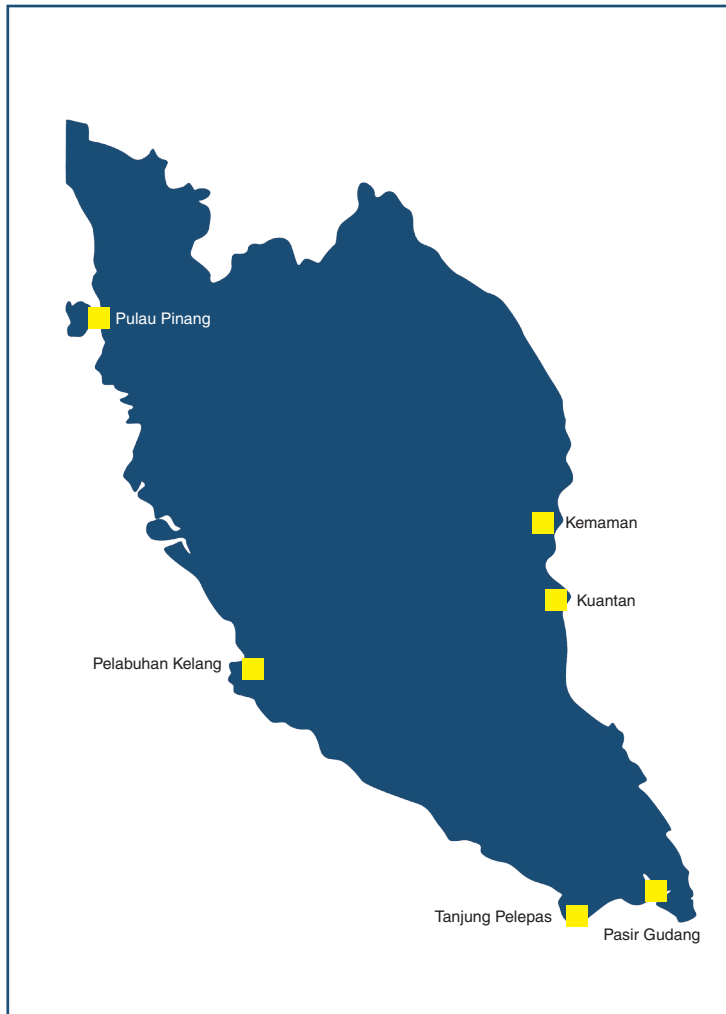 Pulau Pinang
Kemaman
Kuantan
Pelabuhan Kelang
Tanjung Pelepas
Pasir Gudang